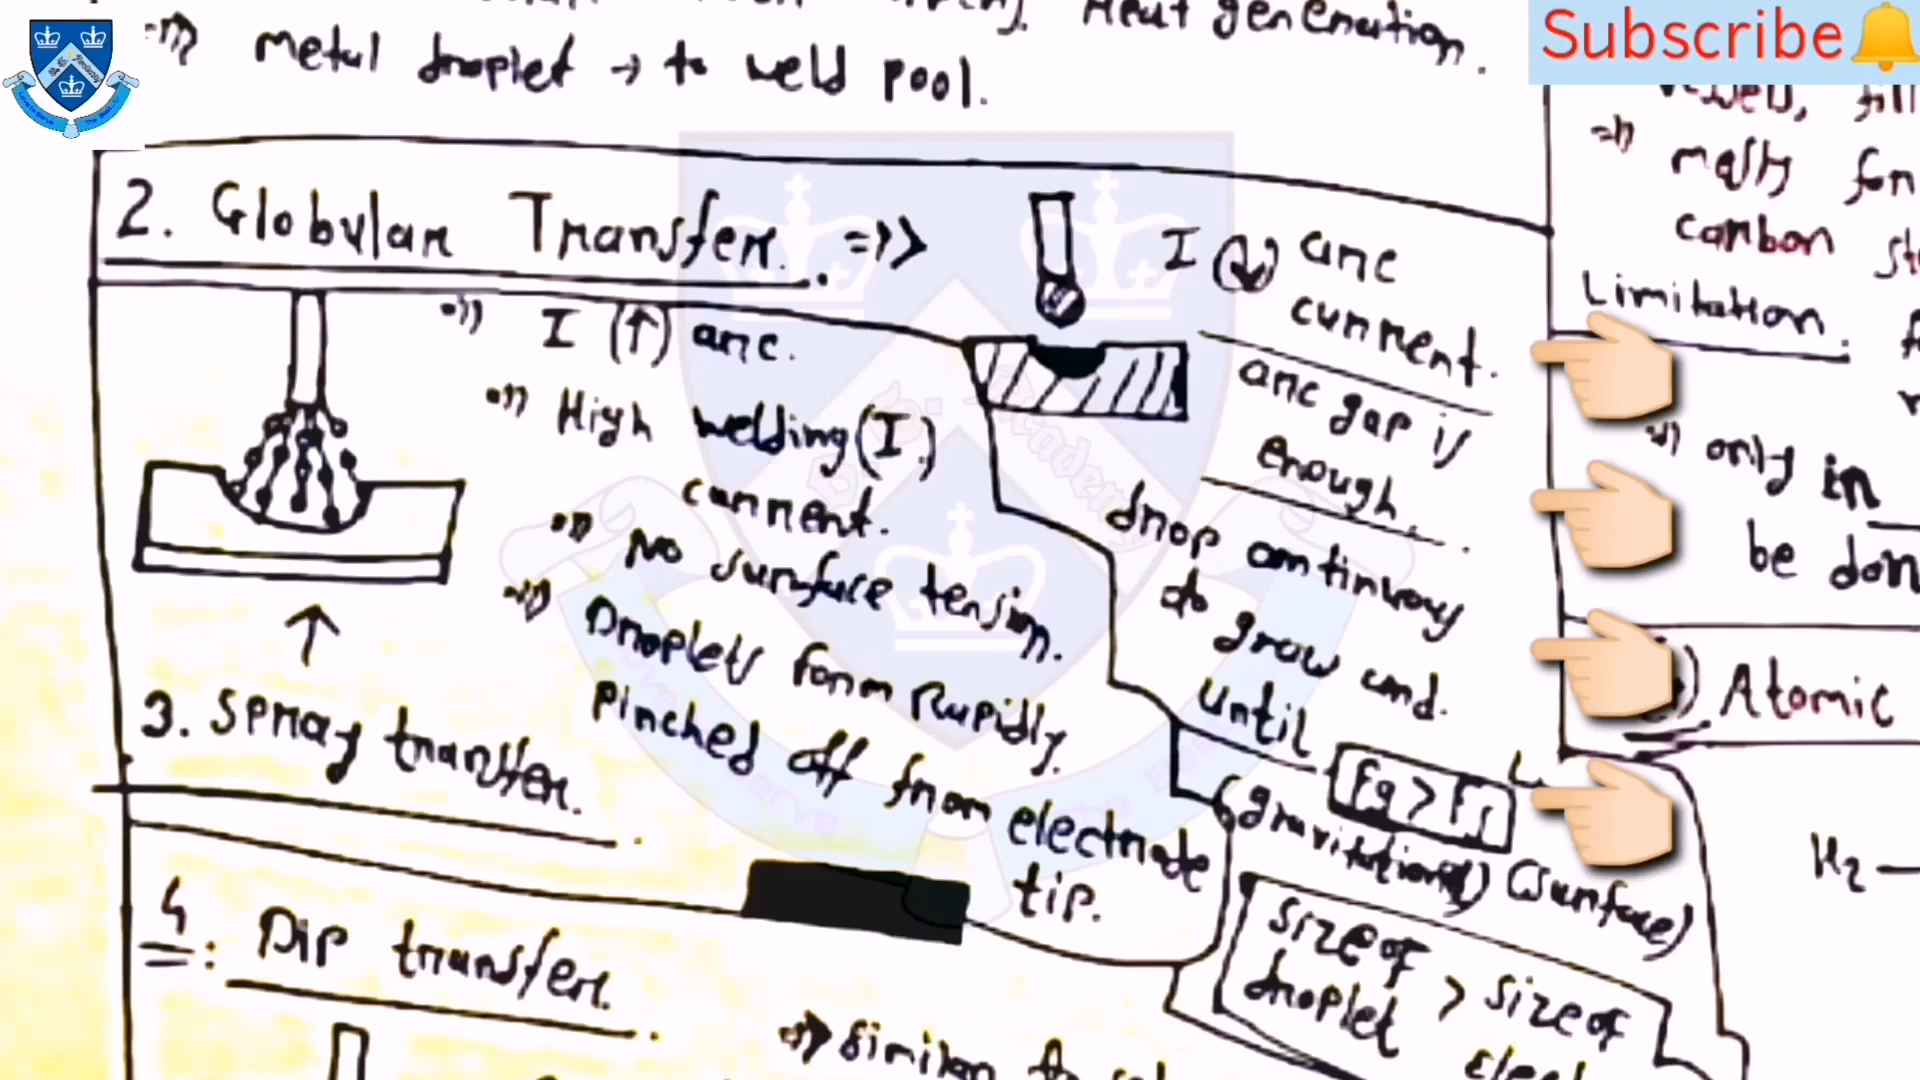 Heat generation.
=> metal droplet → to weld pool.
Subscribe
2. Globular Transfer. =>>
I (↓) arc
current.
arc gap is
enough.
drop continuous
to grow and.
until
Fg > Fs
(gravitational) (surface)
size of
droplet > size of
=> I (↑) arc.
=> High welding (I.)
current.
=> No surface tension.
=> Droplets form Rapidly.
Pinched off from electrode
tip.
↑
3. Spray transfer.
4: Dip transfer.
=> similar to
=> mostly for
carbon
Limitation.
=> only in
be don
) Atomic
H2 —